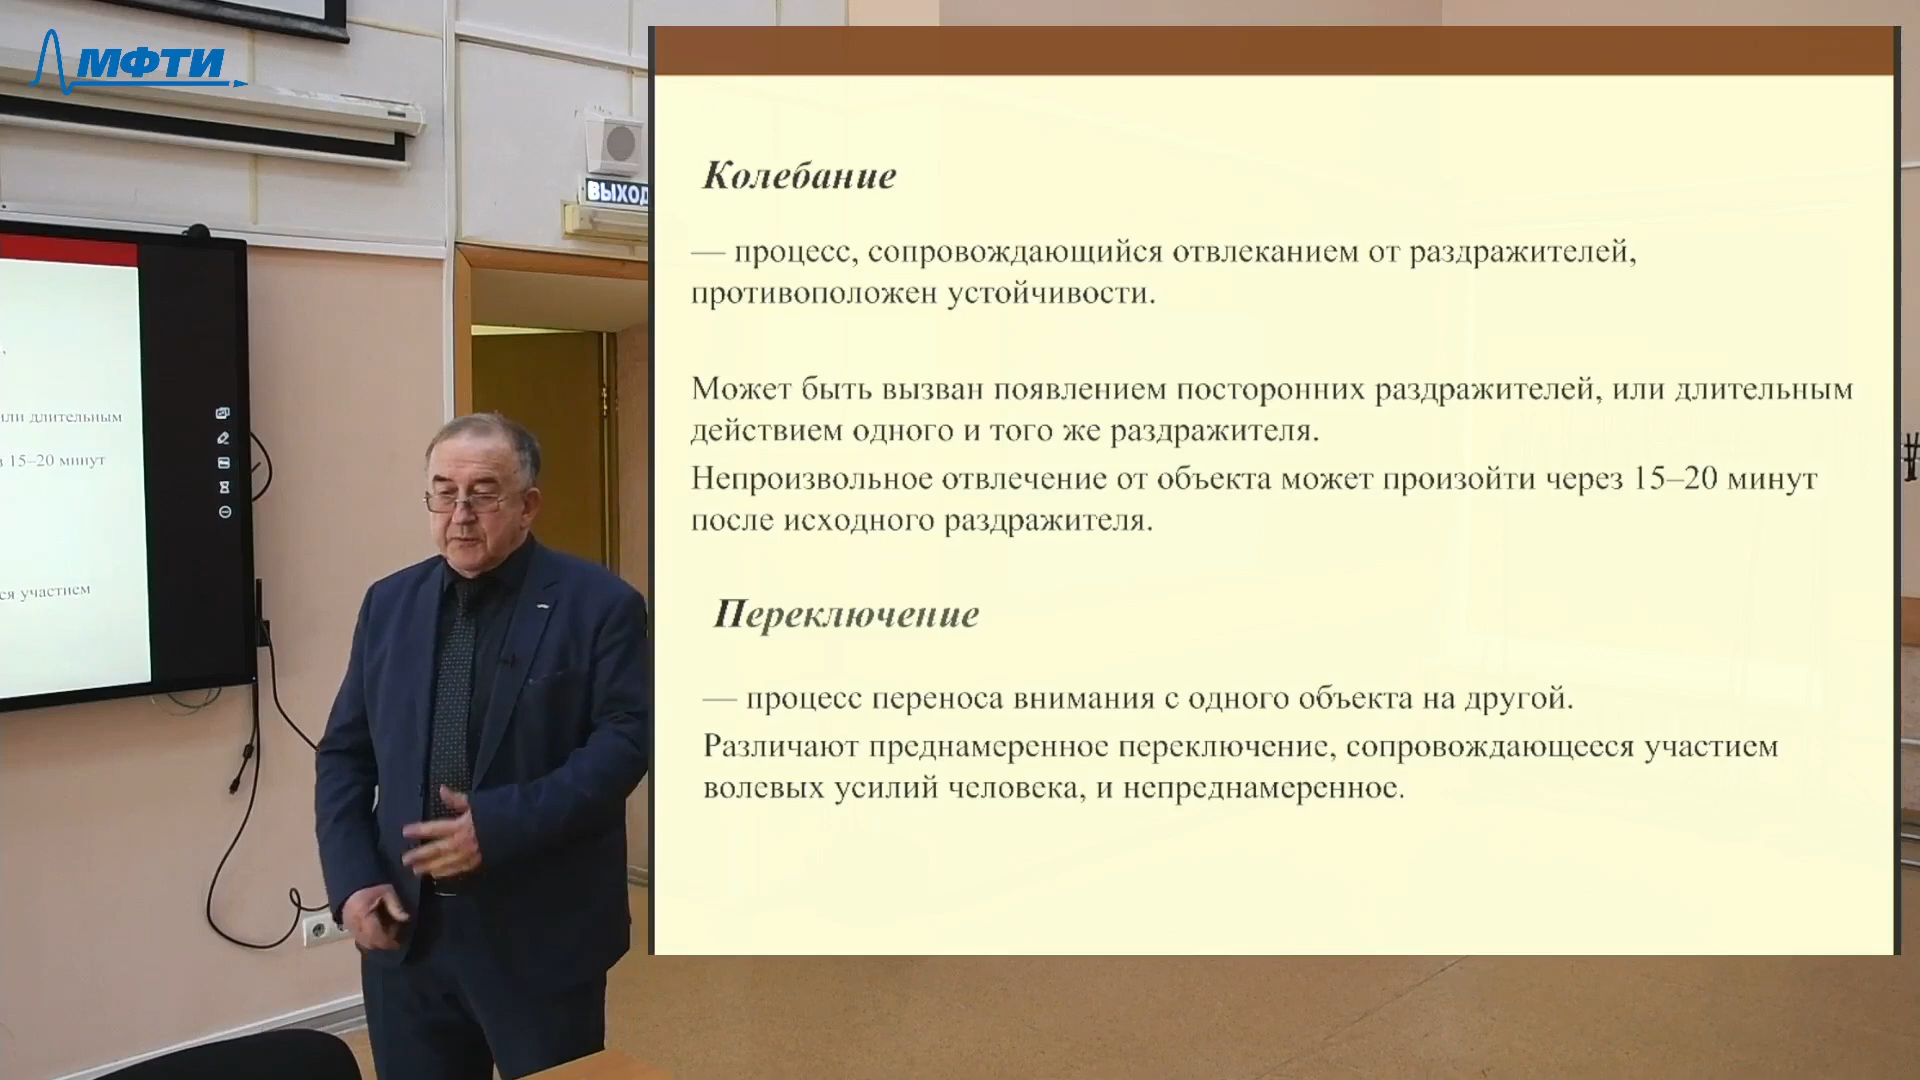 МФТИ
ВЫХОД
или длительным
15–20 минут
ся участием
Колебание
— процесс, сопровождающийся отвлеканием от раздражителей,
противоположен устойчивости.
Может быть вызван появлением посторонних раздражителей, или длительным
действием одного и того же раздражителя.
Непроизвольное отвлечение от объекта может произойти через 15–20 минут
после исходного раздражителя.
Переключение
— процесс переноса внимания с одного объекта на другой.
Различают преднамеренное переключение, сопровождающееся участием
волевых усилий человека, и непреднамеренное.